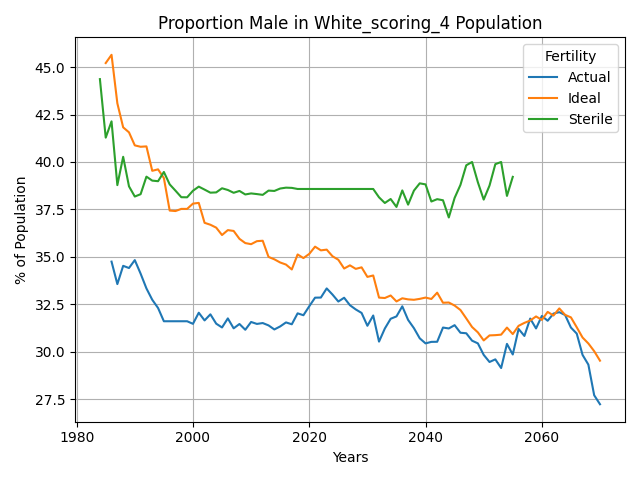 Proportion Male in White_scoring_4 Population
Fertility
Actual
Ideal
Sterile
% of Population
45.0
42.5
40.0
37.5
35.0
32.5
30.0
27.5
1980
2000
2020
2040
2060
Years